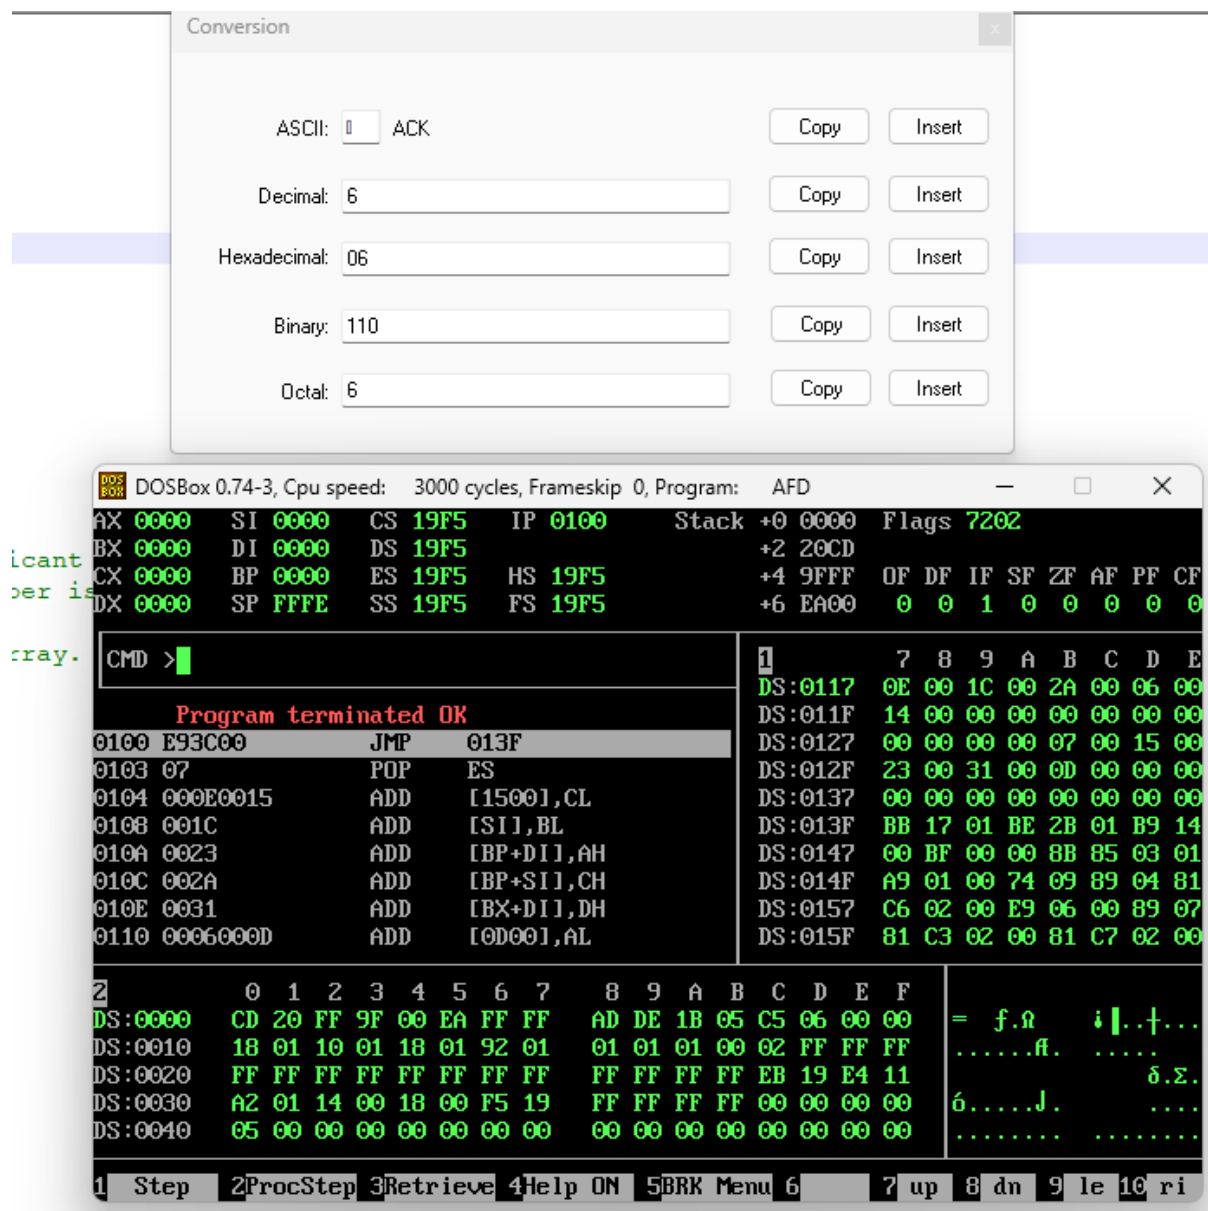 Conversion x
ASCII: ACK Copy Insert
Decimal: 6 Copy Insert
Hexadecimal: 06 Copy Insert
Binary: 110 Copy Insert
Octal: 6 Copy Insert
icant
per is
rray.
DOSBox 0.74-3, Cpu speed: 3000 cycles, Frameskip 0, Program: AFD
AX 0000 SI 0000 CS 19F5 IP 0100 Stack +0 0000 Flags 7202
BX 0000 DI 0000 DS 19F5 +2 20CD
CX 0000 BP 0000 ES 19F5 HS 19F5 +4 9FFF OF DF IF SF ZF AF PF CF
DX 0000 SP FFFE SS 19F5 FS 19F5 +6 EA00 0 0 1 0 0 0 0 0
CMD >
Program terminated OK
0100 E93C00 JMP 013F
0103 07 POP ES
0104 000E0015 ADD [1500],CL
0108 001C ADD [SI],BL
010A 0023 ADD [BP+DI],AH
010C 002A ADD [BP+SI],CH
010E 0031 ADD [BX+DI],DH
0110 0006000D ADD [0D00],AL
1 7 8 9 A B C D E
DS:0117 0E 00 1C 00 2A 00 06 00
DS:011F 14 00 00 00 00 00 00 00
DS:0127 00 00 00 00 07 00 15 00
DS:012F 23 00 31 00 0D 00 00 00
DS:0137 00 00 00 00 00 00 00 00
DS:013F BB 17 01 BE 2B 01 B9 14
DS:0147 00 BF 00 00 8B 85 03 01
DS:014F A9 01 00 74 09 89 04 81
DS:0157 C6 02 00 E9 06 00 89 07
DS:015F 81 C3 02 00 81 C7 02 00
2 0 1 2 3 4 5 6 7 8 9 A B C D E F
DS:0000 CD 20 FF 9F 00 EA FF FF AD DE 1B 05 C5 06 00 00 = ƒ.Ω ¡▌..┼...
DS:0010 18 01 10 01 18 01 92 01 01 01 01 00 02 FF FF FF ......Æ. .....
DS:0020 FF FF FF FF FF FF FF FF FF FF FF FF EB 19 E4 11 δ.Σ.
DS:0030 A2 01 14 00 18 00 F5 19 FF FF FF FF 00 00 00 00 ó.....⌡. ....
DS:0040 05 00 00 00 00 00 00 00 00 00 00 00 00 00 00 00 ........ ........
1 Step 2ProcStep 3Retrieve 4Help ON 5BRK Menu 6 7 up 8 dn 9 le 10 ri